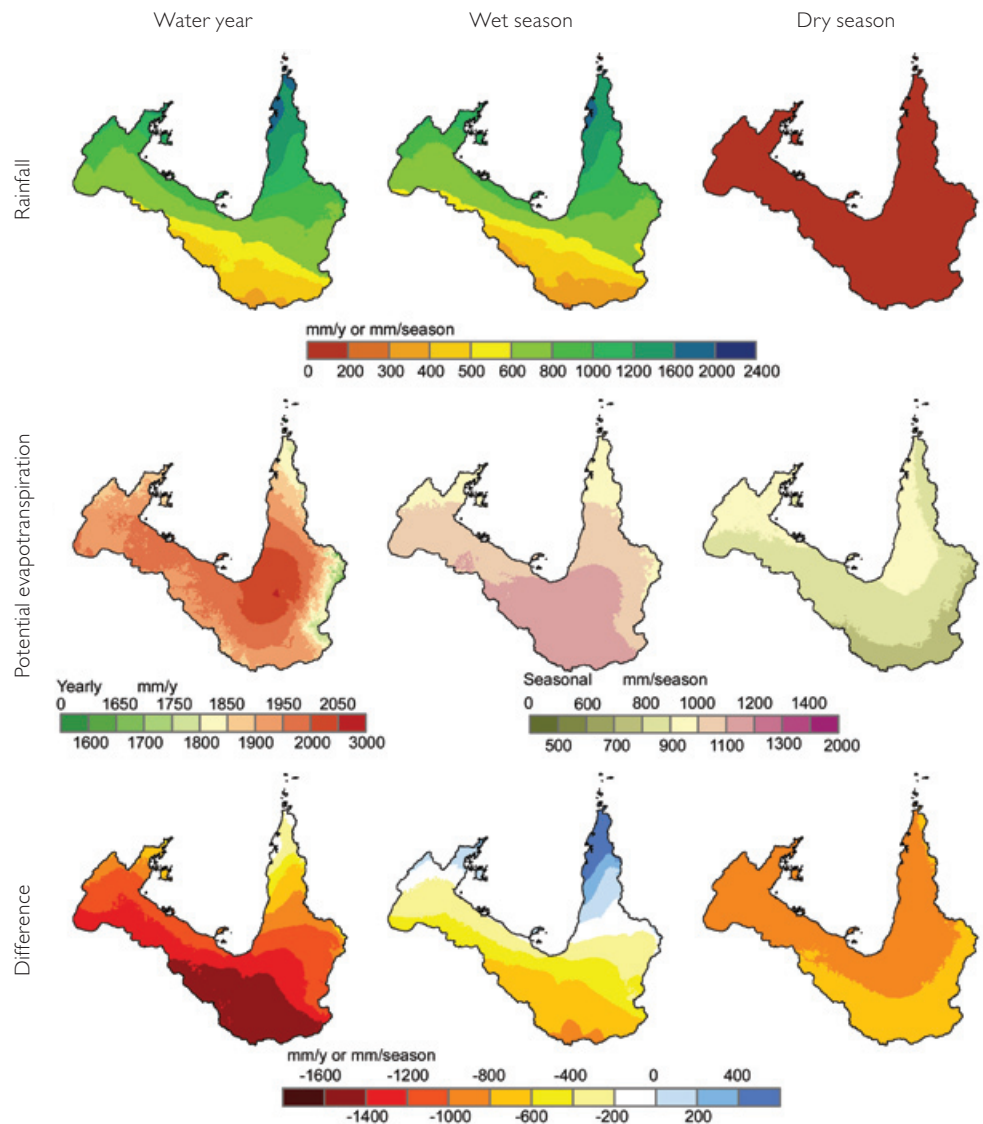 Water year Wet season Dry season
Rainfall
mm/y or mm/season
0 200 300 400 500 600 800 1000 1200 1600 2000 2400
Potential evapotranspiration
Yearly mm/y
0 1650 1750 1850 1950 2050
1600 1700 1800 1900 2000 3000
Seasonal mm/season
0 600 800 1000 1200 1400
500 700 900 1100 1300 2000
Difference
mm/y or mm/season
-1600 -1200 -800 -400 0 400
-1400 -1000 -600 -200 200